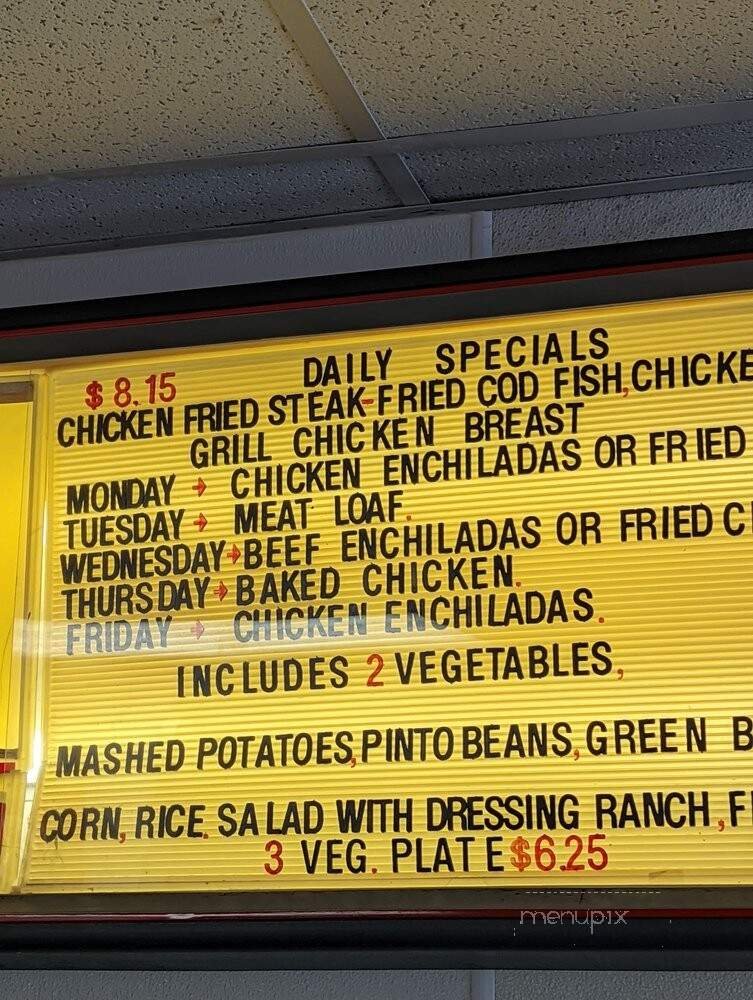 DAILY SPECIALS
$8.15
CHICKEN FRIED STEAK-FRIED COD FISH,CHICKE
GRILL CHICKEN BREAST
MONDAY → CHICKEN ENCHILADAS OR FRIED
TUESDAY → MEAT LOAF.
WEDNESDAY→BEEF ENCHILADAS OR FRIED C
THURSDAY→BAKED CHICKEN.
FRIDAY → CHICKEN ENCHILADAS.
INCLUDES 2 VEGETABLES,
MASHED POTATOES,PINTO BEANS,GREEN B
CORN, RICE. SALAD WITH DRESSING RANCH,F
3 VEG. PLATE $6.25
menupix